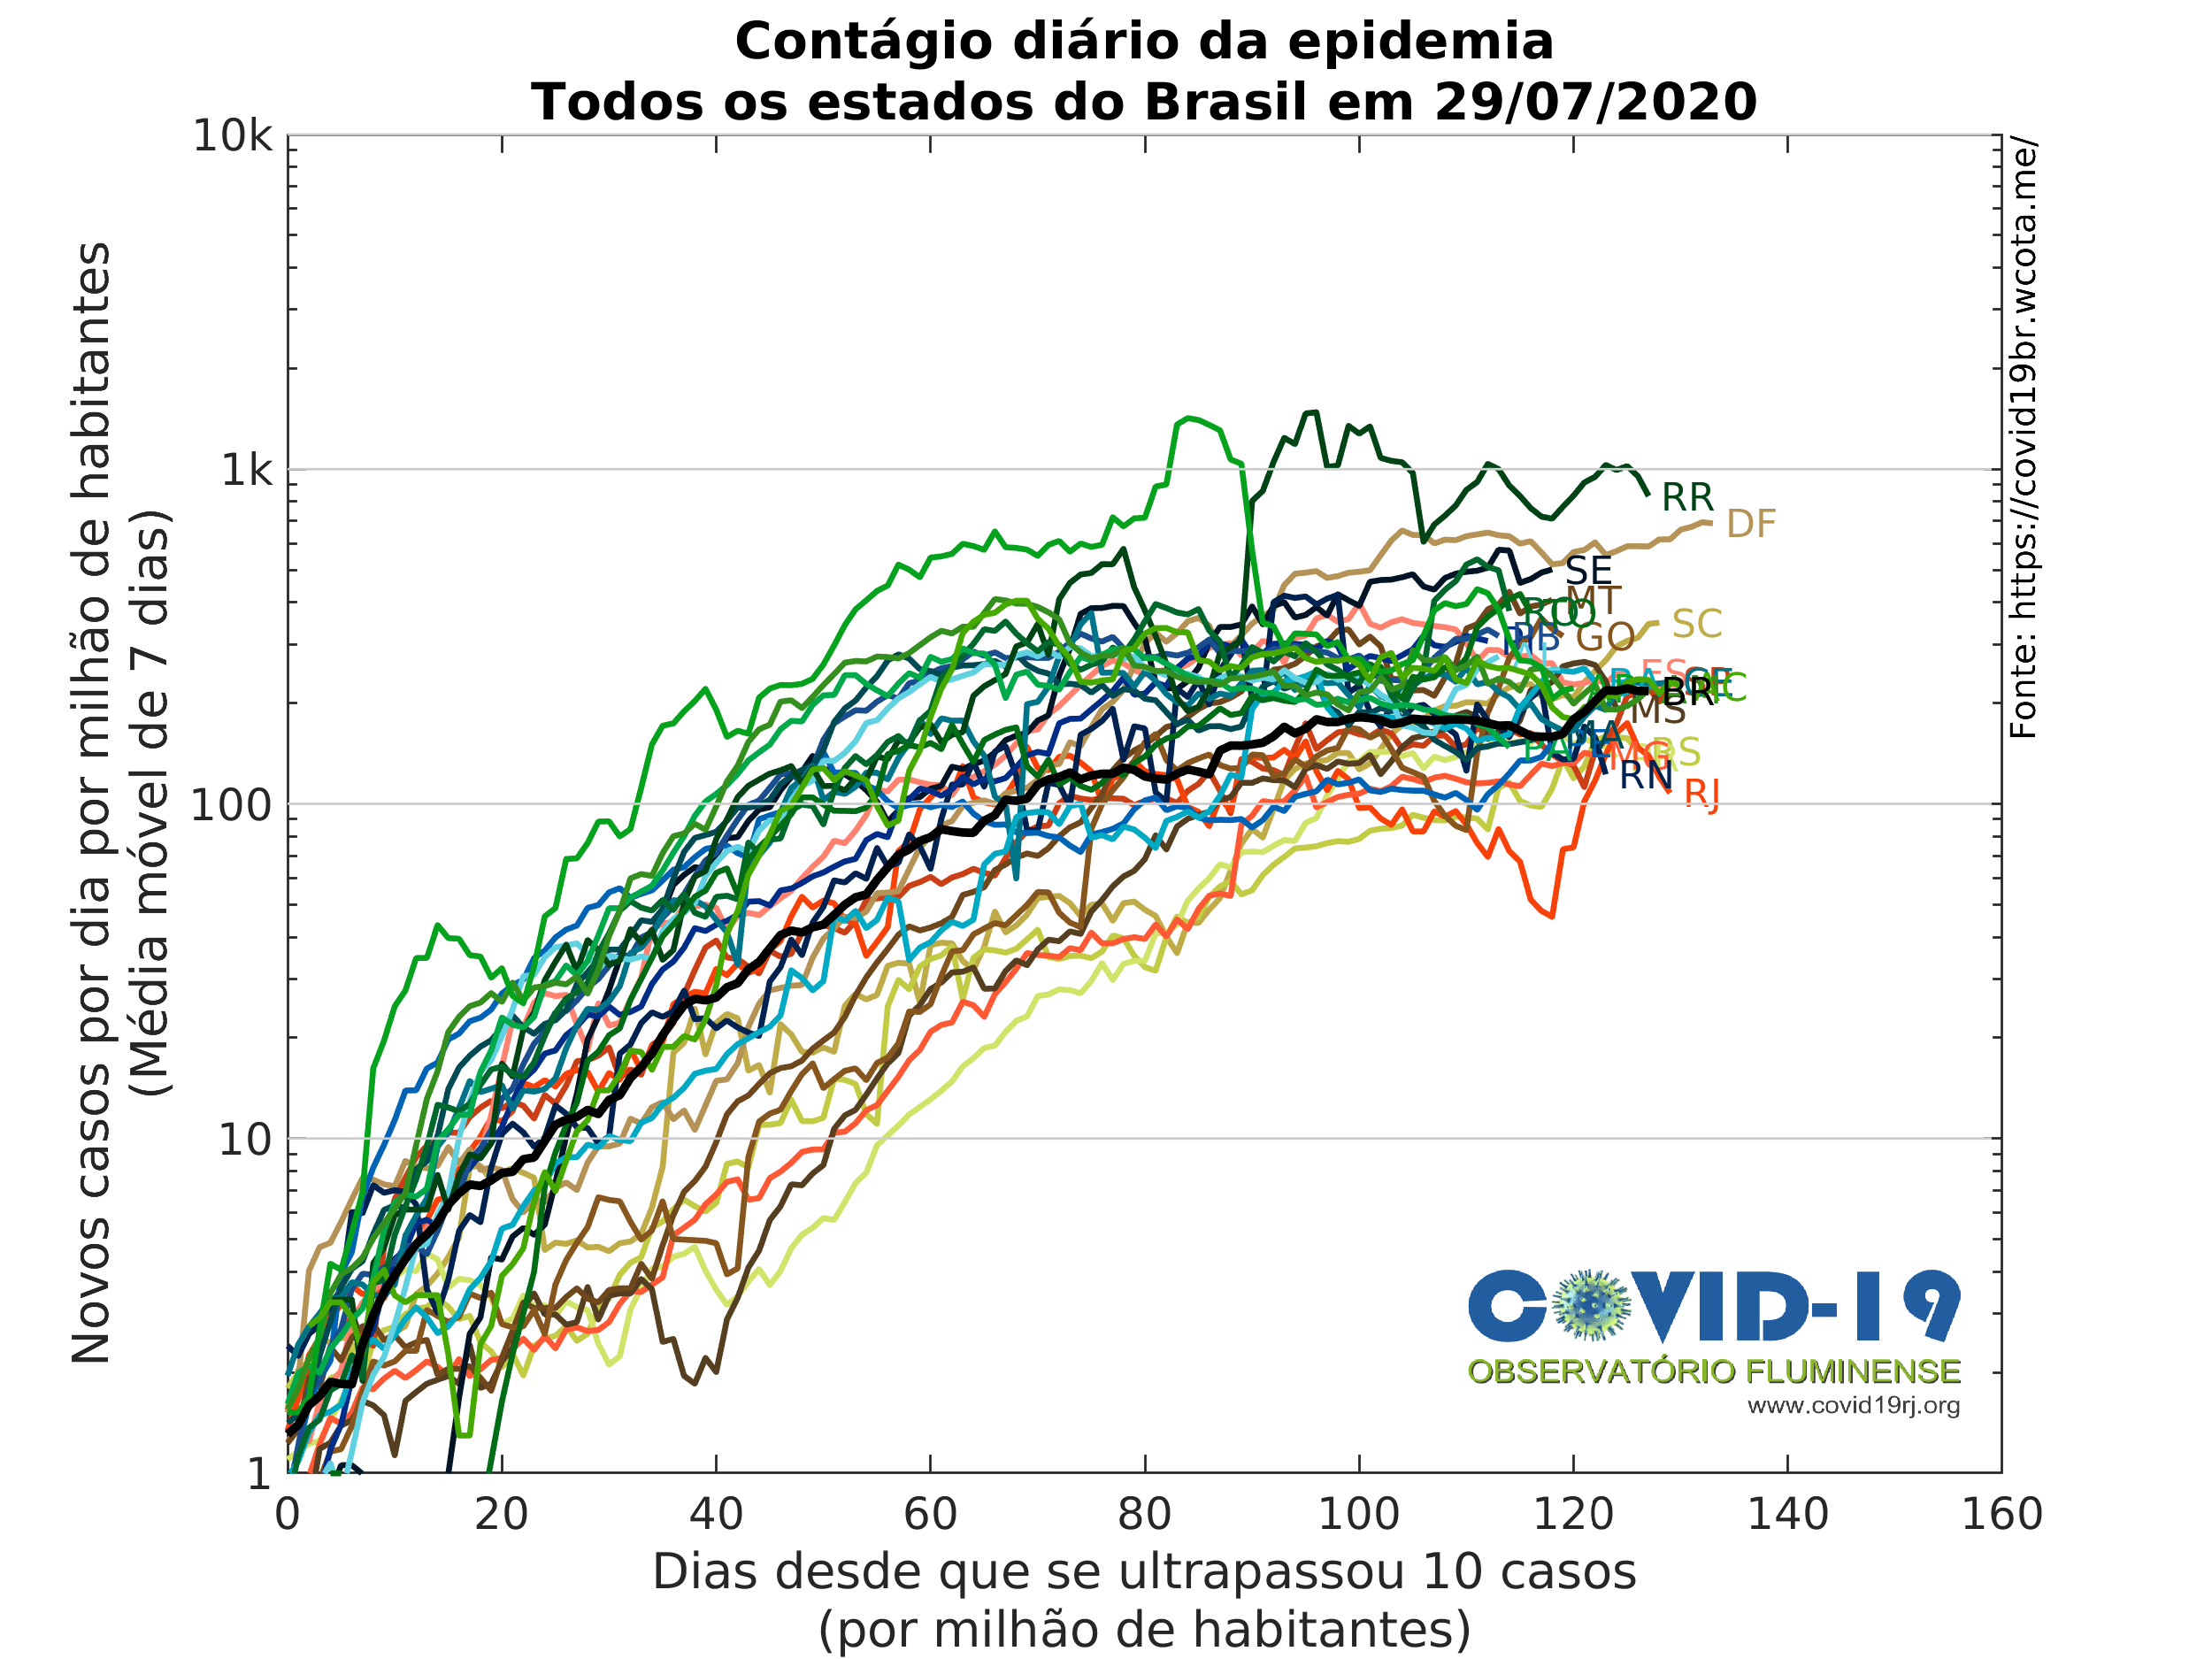 Contágio diário da epidemia
Todos os estados do Brasil em 29/07/2020
Novos casos por dia por milhão de habitantes
(Média móvel de 7 dias)
10k
1k
100
10
1
0 20 40 60 80 100 120 140 160
Dias desde que se ultrapassou 10 casos
(por milhão de habitantes)
Fonte: https://covid19br.wcota.me/
RR
DF
SE
MT
SC
GO
BR
MS
RS
RN
RJ
COVID-19
OBSERVATÓRIO FLUMINENSE
www.covid19rj.org